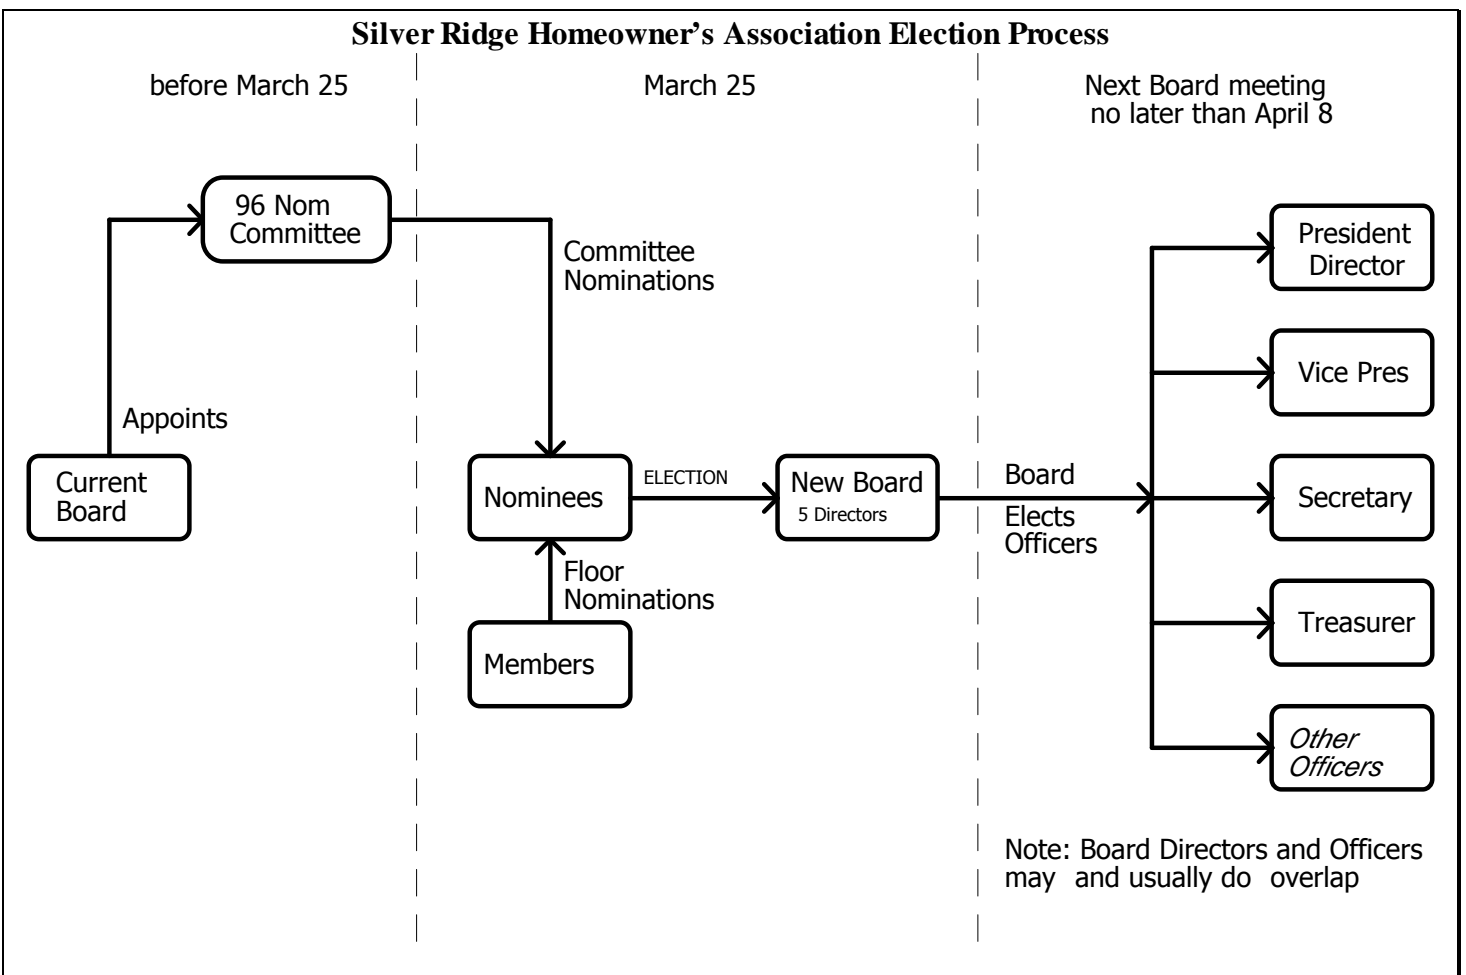 Silver Ridge Homeowner's Association Election Process
before March 25
March 25
Next Board meeting
no later than April 8
96 Nom
Committee
Committee
Nominations
Appoints
Current
Board
Nominees
ELECTION
New Board
5 Directors
Floor
Nominations
Members
Board
Elects
Officers
President
Director
Vice Pres
Secretary
Treasurer
Other
Officers
Note: Board Directors and Officers
may and usually do overlap